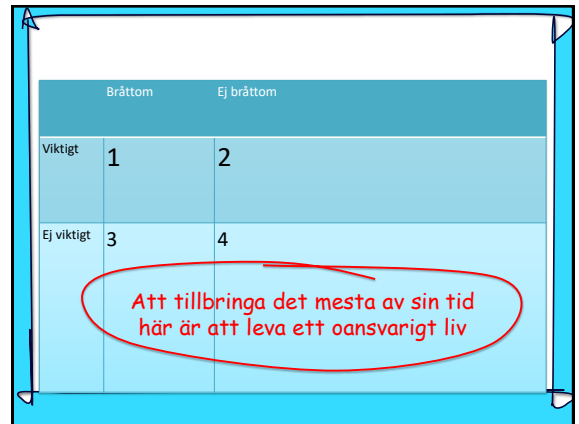 Bråttom Ej bråttom
Viktigt 1 2
Ej viktigt 3 4
Att tillbringa det mesta av sin tid
här är att leva ett oansvarigt liv